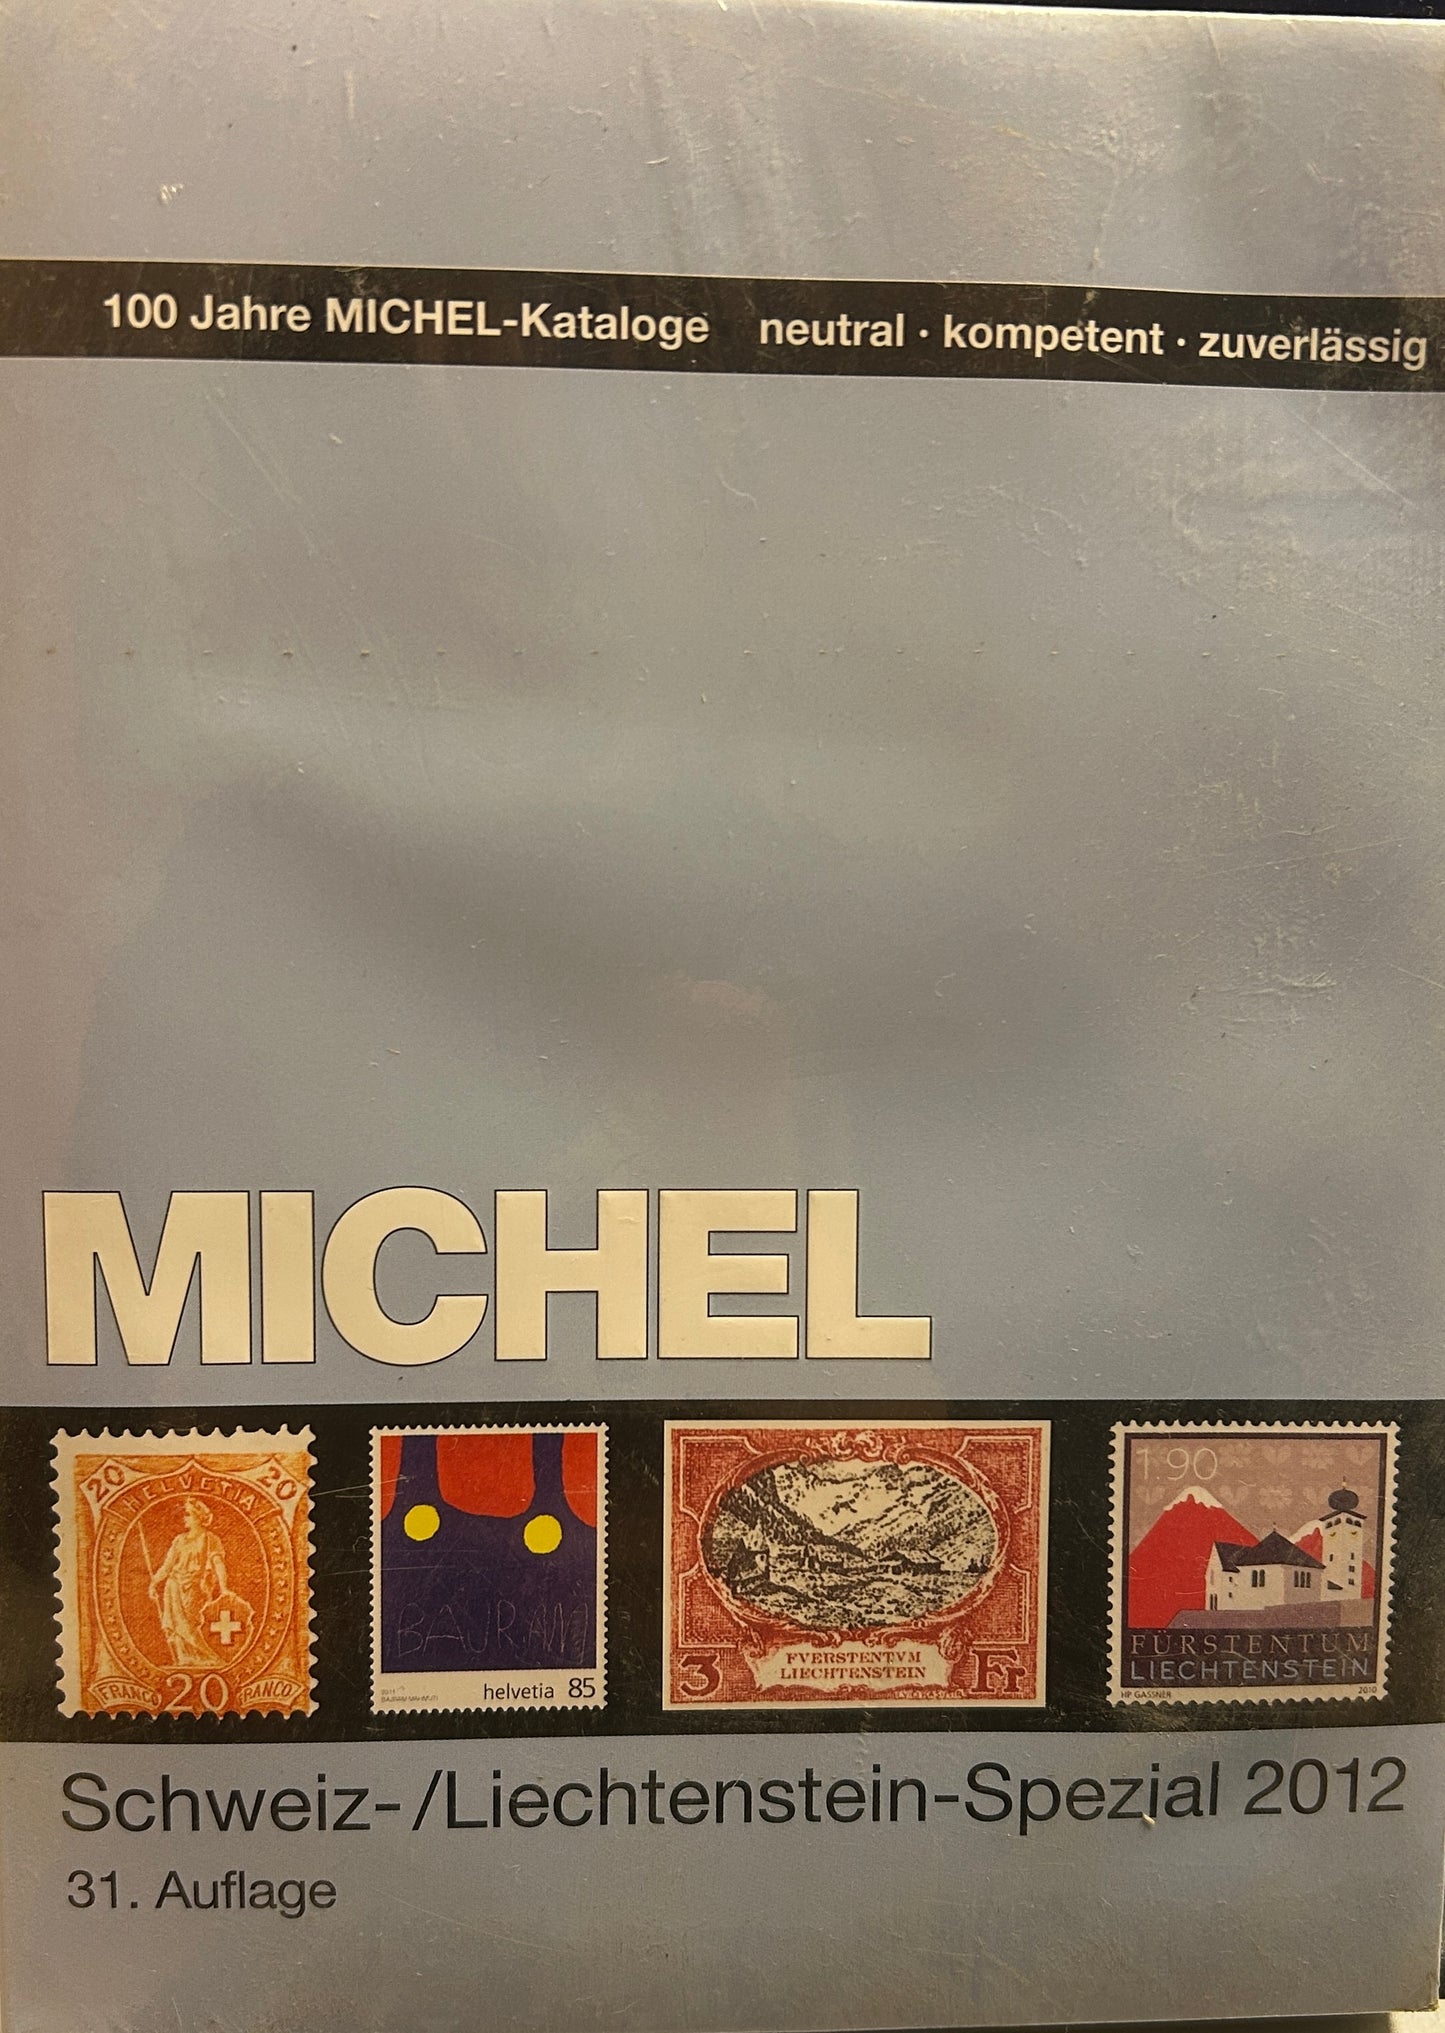 100 Jahre MICHEL-Kataloge neutral · kompetent · zuverlässig
MICHEL
20 20
HELVETIA
FRANCO 20 FRANCO
BAJRAM
helvetia 85
3 FVERSTENTVM Fr
LIECHTENSTEIN
1.90
FÜRSTENTUM
LIECHTENSTEIN
HP GASSNER 2010
Schweiz-/Liechtenstein-Spezial 2012
31. Auflage